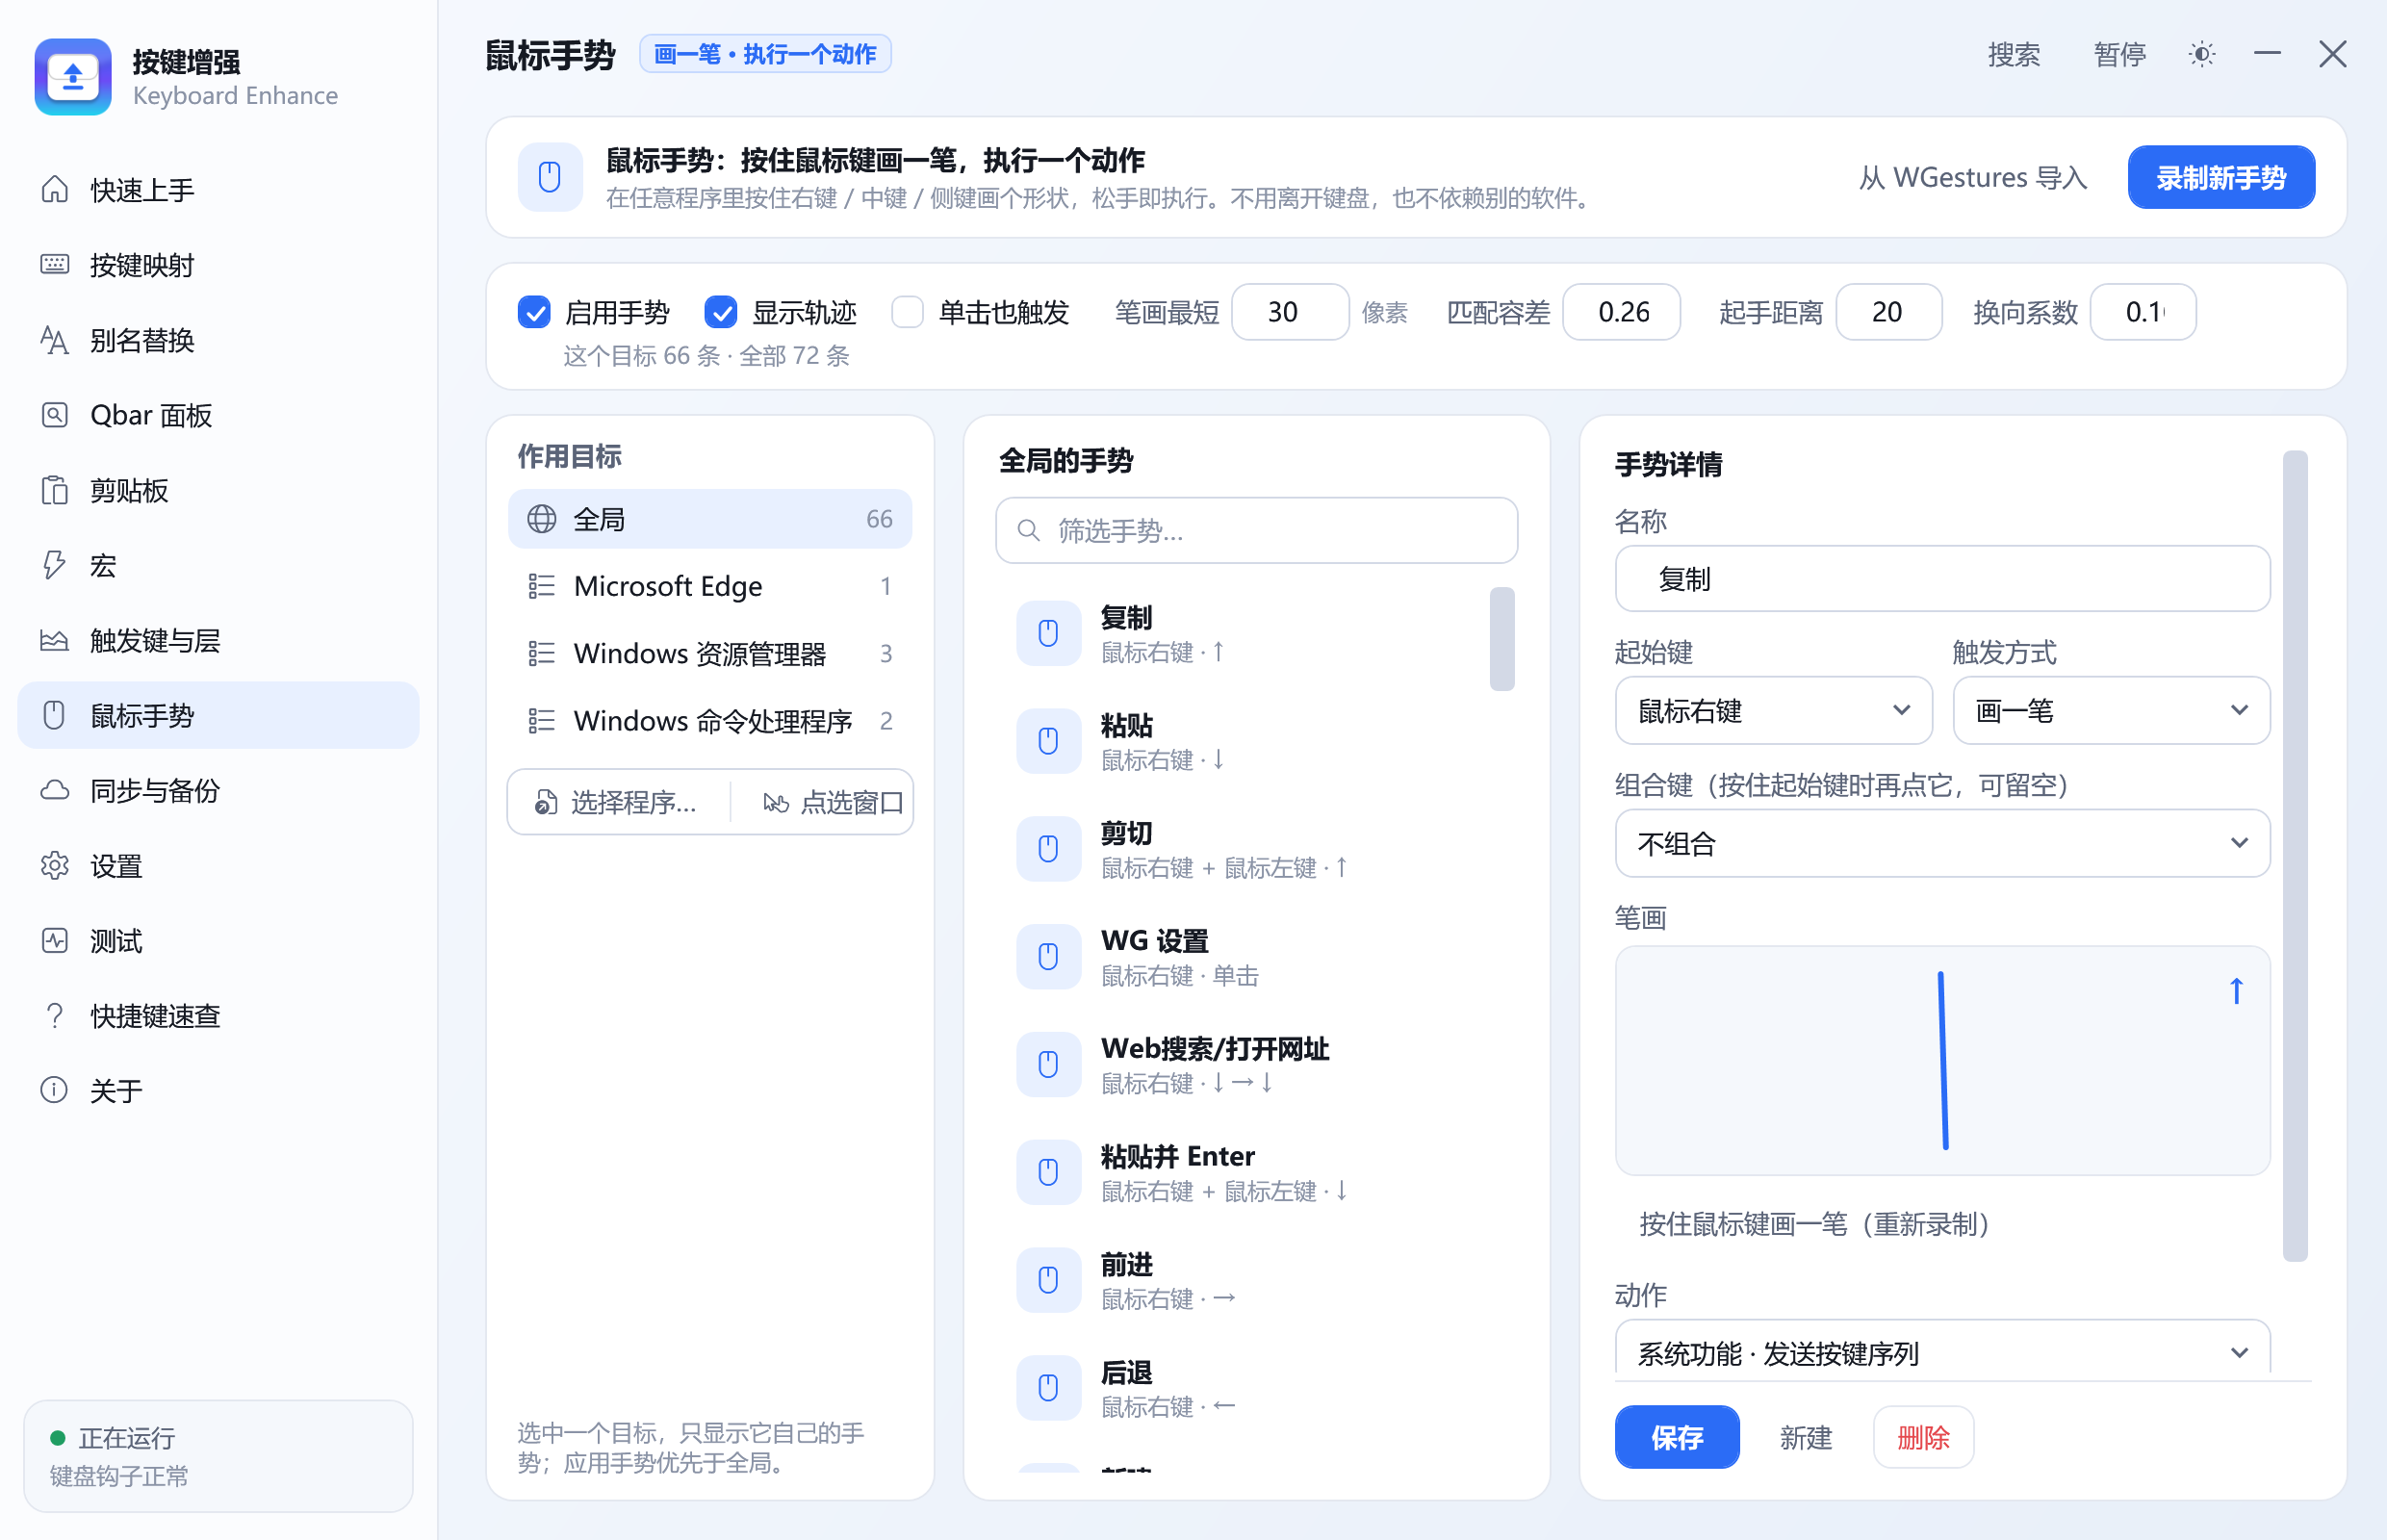 按键增强
Keyboard Enhance
快速上手
按键映射
别名替换
Qbar 面板
剪贴板
宏
触发键与层
鼠标手势
同步与备份
设置
测试
快捷键速查
关于
正在运行
键盘钩子正常
鼠标手势
画一笔 • 执行一个动作
搜索
暂停
鼠标手势：按住鼠标键画一笔，执行一个动作
在任意程序里按住右键 / 中键 / 侧键画个形状，松手即执行。不用离开键盘，也不依赖别的软件。
从 WGestures 导入
录制新手势
启用手势
显示轨迹
单击也触发
笔画最短
30
像素
匹配容差
0.26
起手距离
20
换向系数
0.1
这个目标 66 条 · 全部 72 条
作用目标
全局
66
Microsoft Edge
1
Windows 资源管理器
3
Windows 命令处理程序
2
选择程序...
点选窗口
选中一个目标，只显示它自己的手
势；应用手势优先于全局。
全局的手势
筛选手势...
复制
鼠标右键 · ↑
粘贴
鼠标右键 · ↓
剪切
鼠标右键 + 鼠标左键 · ↑
WG 设置
鼠标右键 · 单击
Web搜索/打开网址
鼠标右键 · ↓→↓
粘贴并 Enter
鼠标右键 + 鼠标左键 · ↓
前进
鼠标右键 · →
后退
鼠标右键 · ←
手势详情
名称
复制
起始键
触发方式
鼠标右键
画一笔
组合键（按住起始键时再点它，可留空）
不组合
笔画
↑
按住鼠标键画一笔（重新录制）
动作
系统功能 · 发送按键序列
保存
新建
删除